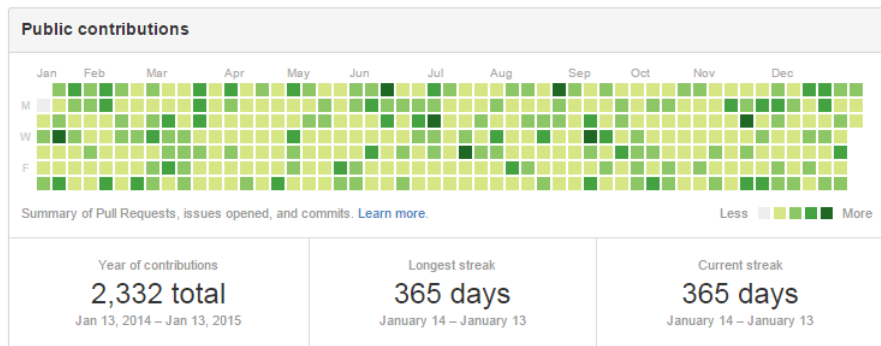 Public contributions
Jan Feb Mar Apr May Jun Jul Aug Sep Oct Nov Dec
M
W
F
Summary of Pull Requests, issues opened, and commits. Learn more.
Less More
Year of contributions
2,332 total
Jan 13, 2014 – Jan 13, 2015
Longest streak
365 days
January 14 – January 13
Current streak
365 days
January 14 – January 13